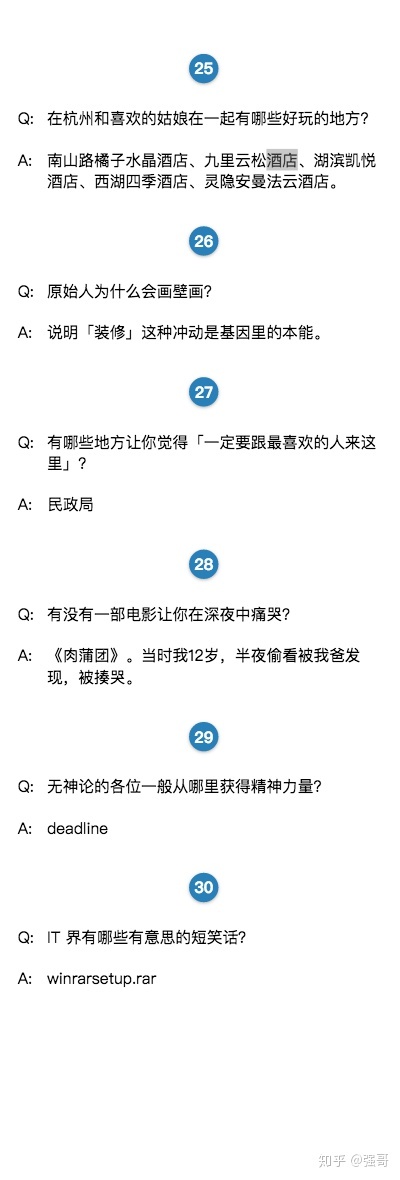 25
Q: 在杭州和喜欢的姑娘在一起有哪些好玩的地方？
A: 南山路橘子水晶酒店、九里云松酒店、湖滨凯悦
酒店、西湖四季酒店、灵隐安曼法云酒店。
26
Q: 原始人为什么会画壁画？
A: 说明「装修」这种冲动是基因里的本能。
27
Q: 有哪些地方让你觉得「一定要跟最喜欢的人来这
里」？
A: 民政局
28
Q: 有没有一部电影让你在深夜中痛哭？
A: 《肉蒲团》。当时我12岁，半夜偷看被我爸发
现，被揍哭。
29
Q: 无神论的各位一般从哪里获得精神力量？
A: deadline
30
Q: IT 界有哪些有意思的短笑话？
A: winrarsetup.rar
知乎 @强哥